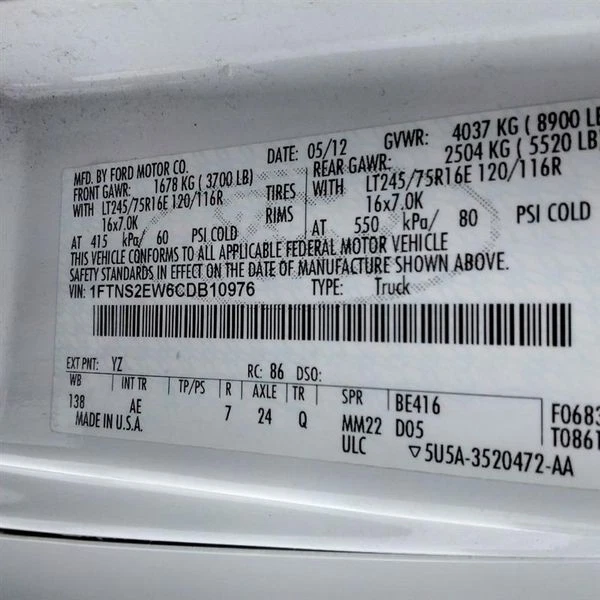 MFD. BY FORD MOTOR CO. DATE: 05/12 GVWR: 4037 KG ( 8900 LB
FRONT GAWR: 1678 KG ( 3700 LB) REAR GAWR: 2504 KG ( 5520 LB)
WITH LT245/75R16E 120/116R TIRES WITH LT245/75R16E 120/116R
16x7.0K RIMS 16x7.0K
AT 415 kPa/ 60 PSI COLD AT 550 kPa/ 80 PSI COLD
THIS VEHICLE CONFORMS TO ALL APPLICABLE FEDERAL MOTOR VEHICLE
SAFETY STANDARDS IN EFFECT ON THE DATE OF MANUFACTURE SHOWN ABOVE.
VIN: 1FTNS2EW6CDB10976 TYPE: Truck
EXT PNT: YZ RC: 86 DSO:
WB INT TR TP/PS R AXLE TR SPR BE416 F0683
138 AE 7 24 Q MM22 D05 T0861
MADE IN U.S.A. ULC ▽5U5A-3520472-AA